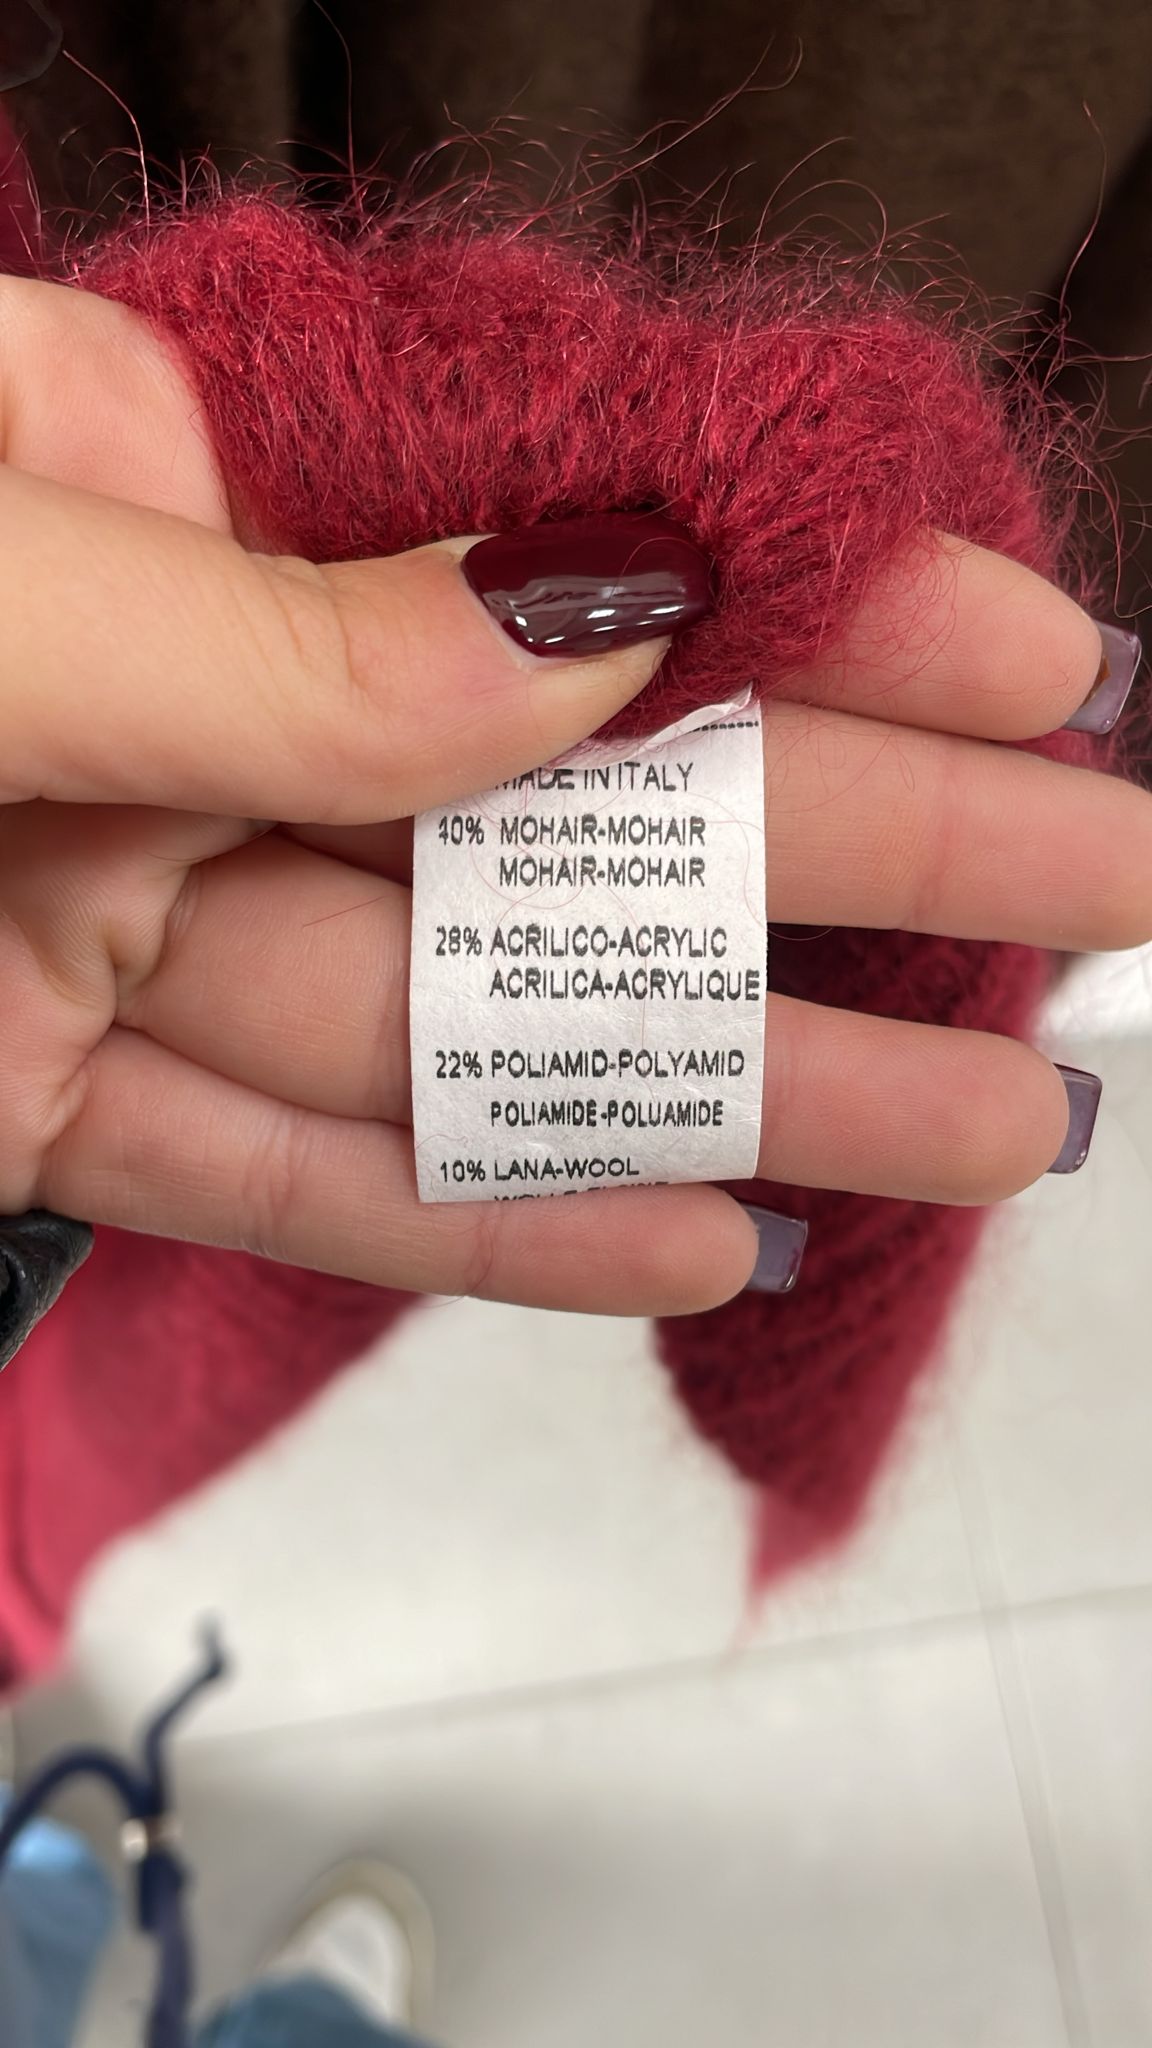 MADE IN ITALY
40% MOHAIR-MOHAIR
MOHAIR-MOHAIR
28% ACRILICO-ACRYLIC
ACRILICA-ACRYLIQUE
22% POLIAMID-POLYAMID
POLIAMIDE-POLUAMIDE
10% LANA-WOOL